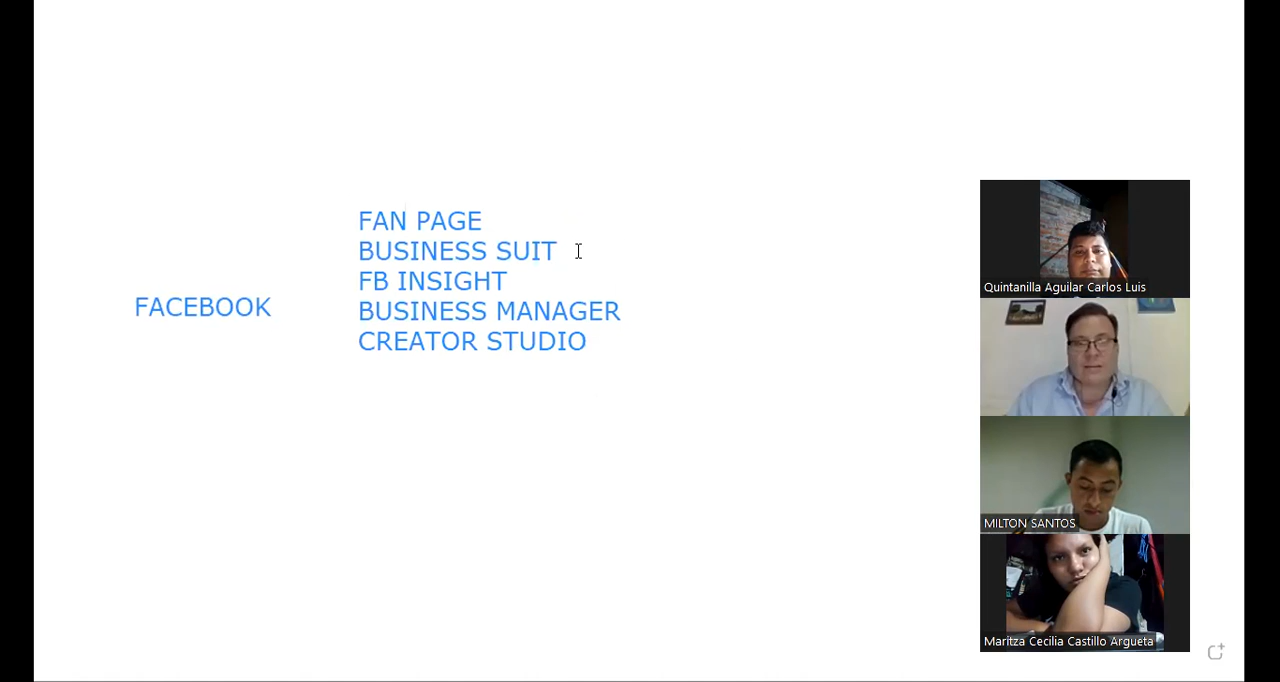 FAN PAGE
BUSINESS SUIT
FB INSIGHT
FACEBOOK
BUSINESS MANAGER
CREATOR STUDIO
Quintanilla Aguilar Carlos Luis
MILTON SANTOS
Maritza Cecilia Castillo Argueta